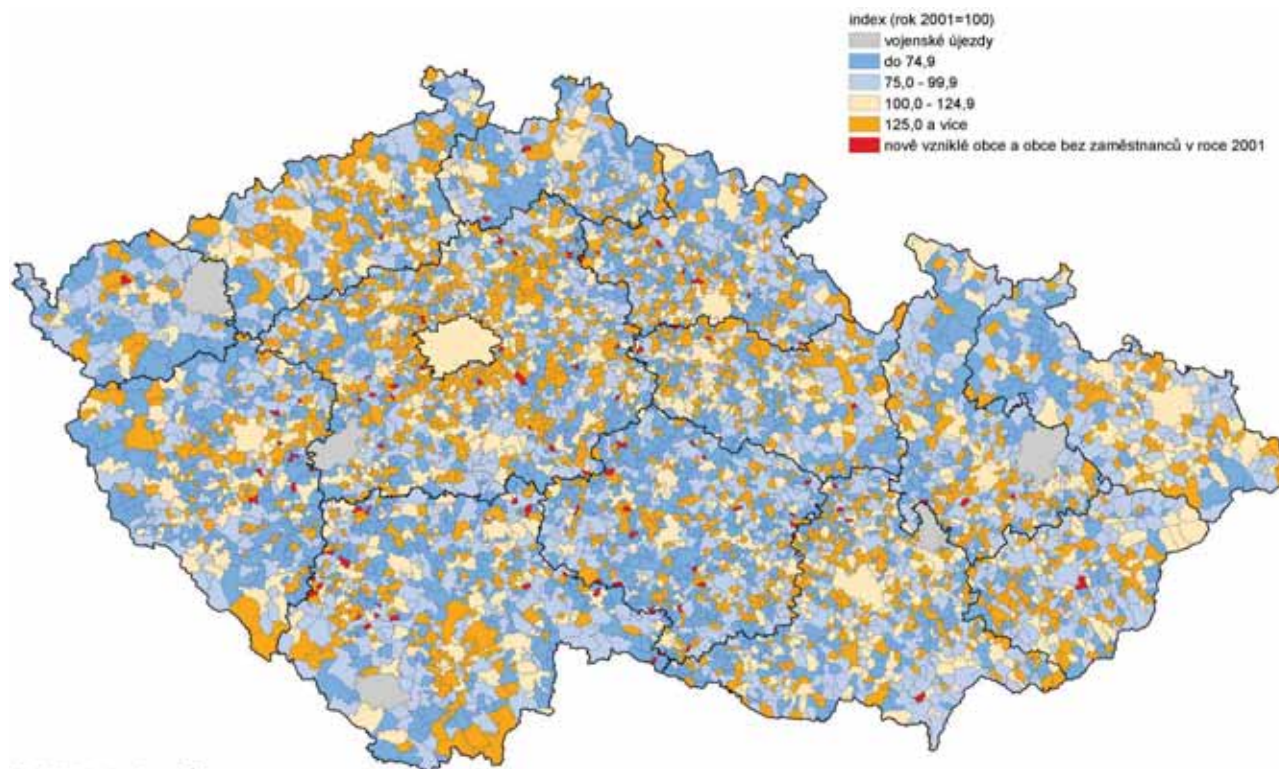 index (rok 2001=100)
vojenské újezdy
do 74,9
75,0 - 99,9
100,0 - 124,9
125,0 a více
nově vzniklé obce a obce bez zaměstnanců v roce 2001